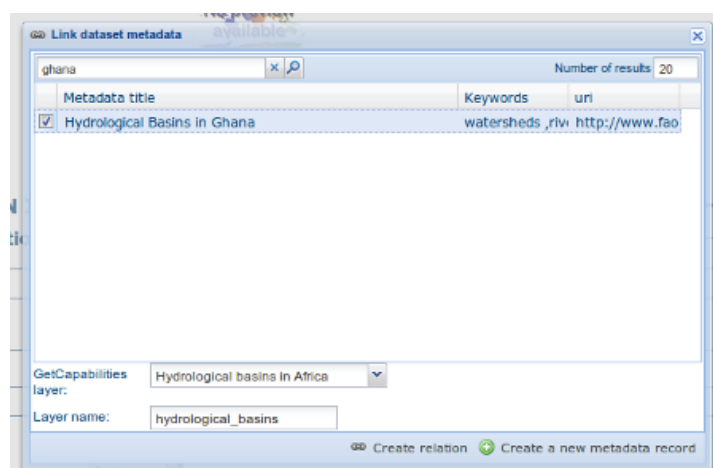 available
Link dataset metadata
ghana
Number of results 20
Metadata title Keywords uri
Hydrological Basins in Ghana watersheds ,riv http://www.fao
GetCapabilities layer: Hydrological basins in Africa
Layer name: hydrological_basins
Create relation Create a new metadata record